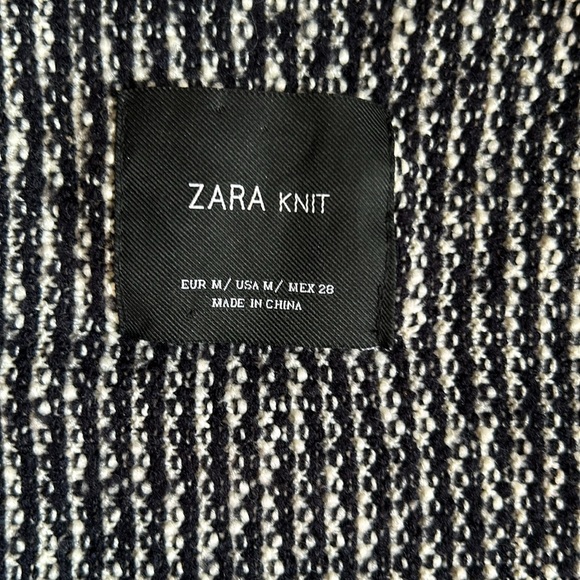 ZARA KNIT
EUR M/ USA M/ MEX 28
MADE IN CHINA